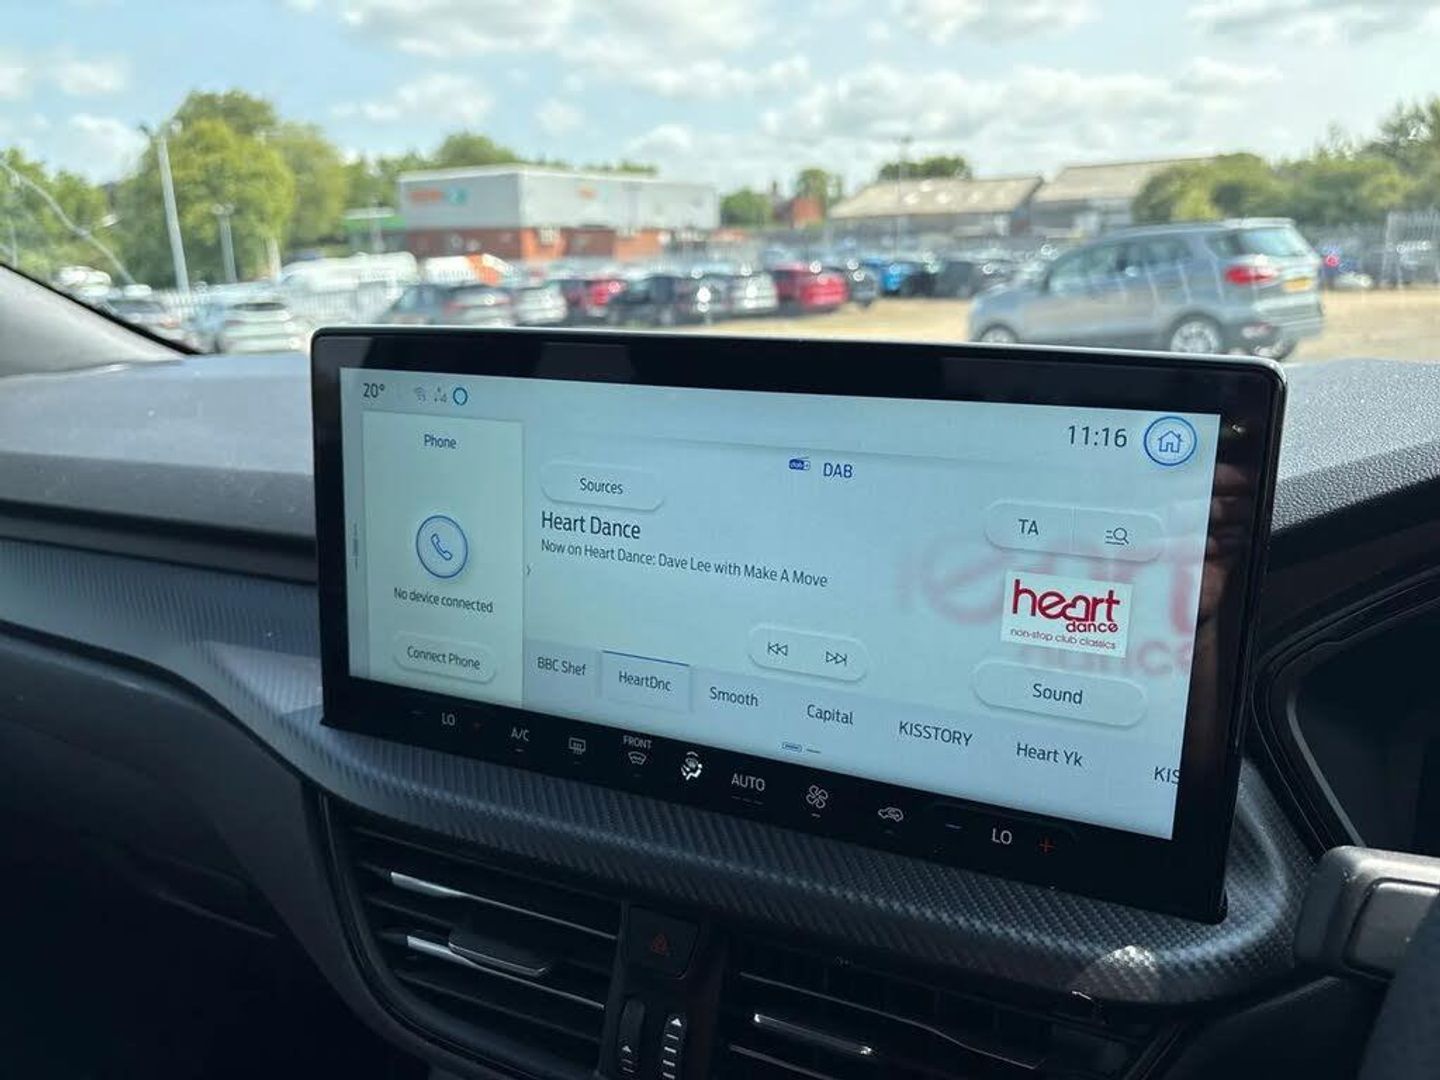 20°
11:16
Phone
DAB
Sources
TA
Heart Dance
Now on Heart Dance: Dave Lee with Make A Move
No device connected
heart
dance
non-stop club classics
Connect Phone
Sound
BBC Shef
HeartDnc
Smooth
Capital
KISSTORY
Heart Yk
KIS
LO
A/C
FRONT
AUTO
LO